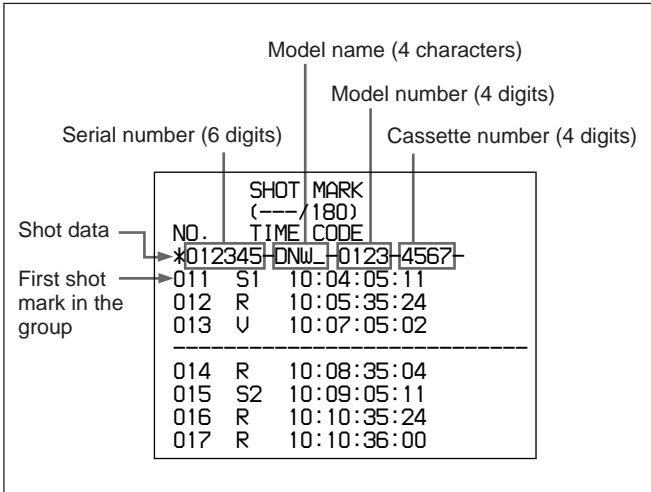 Model name (4 characters)
Model number (4 digits)
Serial number (6 digits)
Cassette number (4 digits)
SHOT MARK
(---/180)
NO. TIME CODE
Shot data
*012345-DNW_-0123-4567-
First shot mark in the group
011 S1 10:04:05:11
012 R 10:05:35:24
013 V 10:07:05:02
----------------------------
014 R 10:08:35:04
015 S2 10:09:05:11
016 R 10:10:35:24
017 R 10:10:36:00